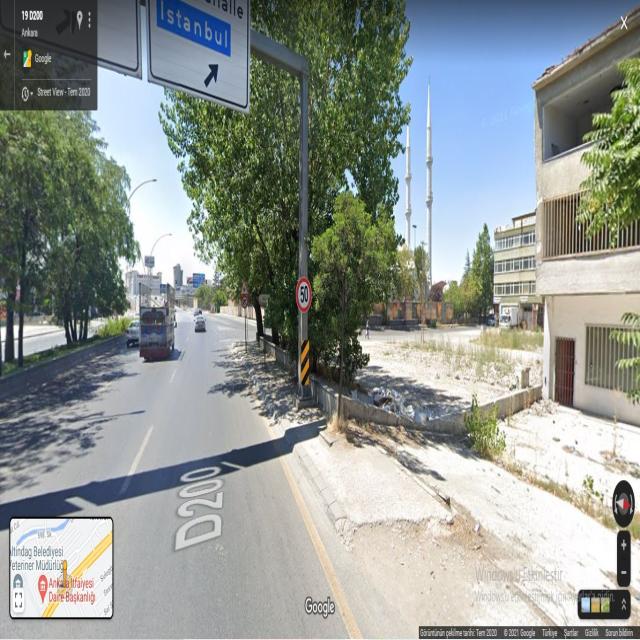 19 D200
Ankara
Google
Street View - Tem 2020
İstanbul
50
D200
Altındağ Belediyesi
Veteriner Müdürlüğü
Ankara İtfaiyesi
Daire Başkanlığı
Google
Windows'u Etkinleştir
Görüntünün çekilme tarihi: Tem 2020 © 2021 Google Türkiye Şartlar Gizlilik Sorun bildirin